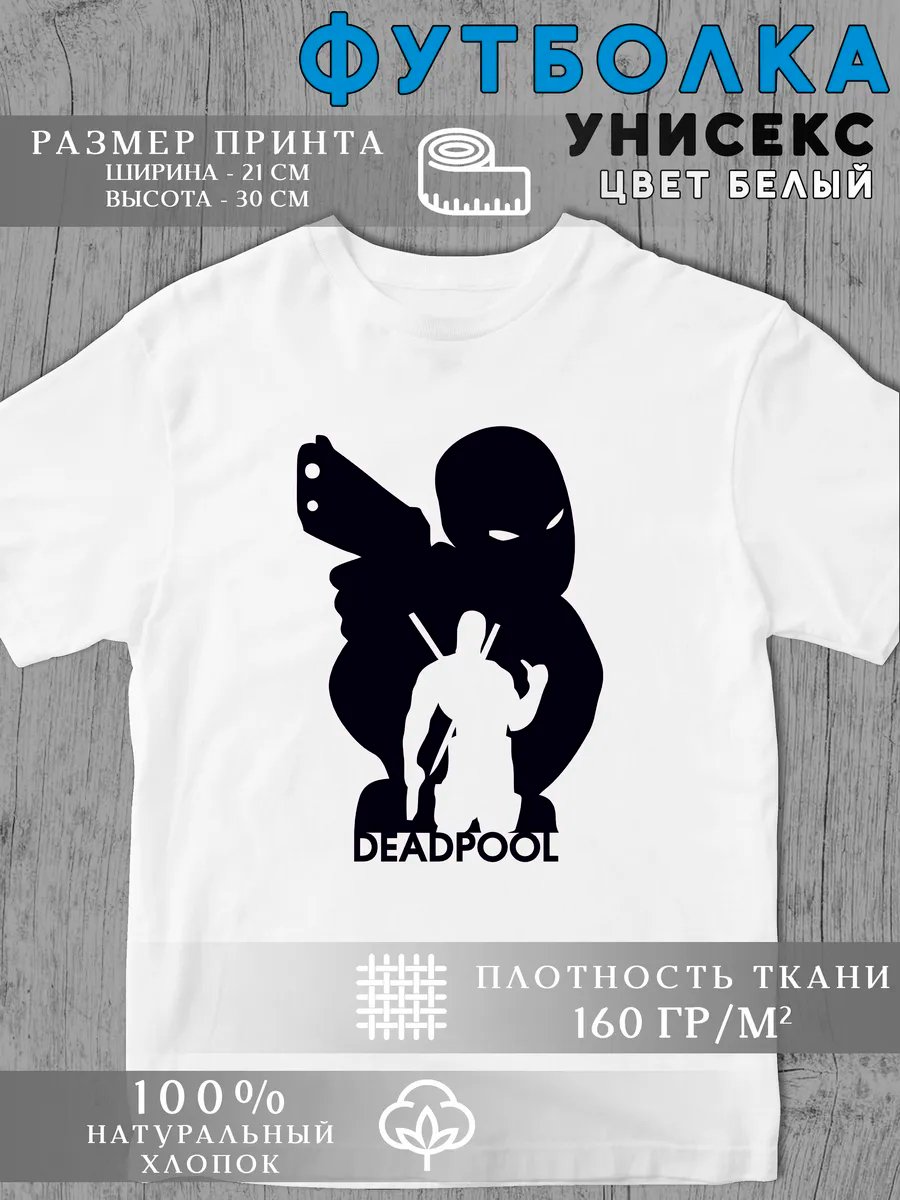 ФУТБОЛКА
УНИСЕКС
ЦВЕТ БЕЛЫЙ
РАЗМЕР ПРИНТА
ШИРИНА - 21 СМ
ВЫСОТА - 30 СМ
DEADPOOL
ПЛОТНОСТЬ ТКАНИ
160 ГР/М²
100%
НАТУРАЛЬНЫЙ
ХЛОПОК